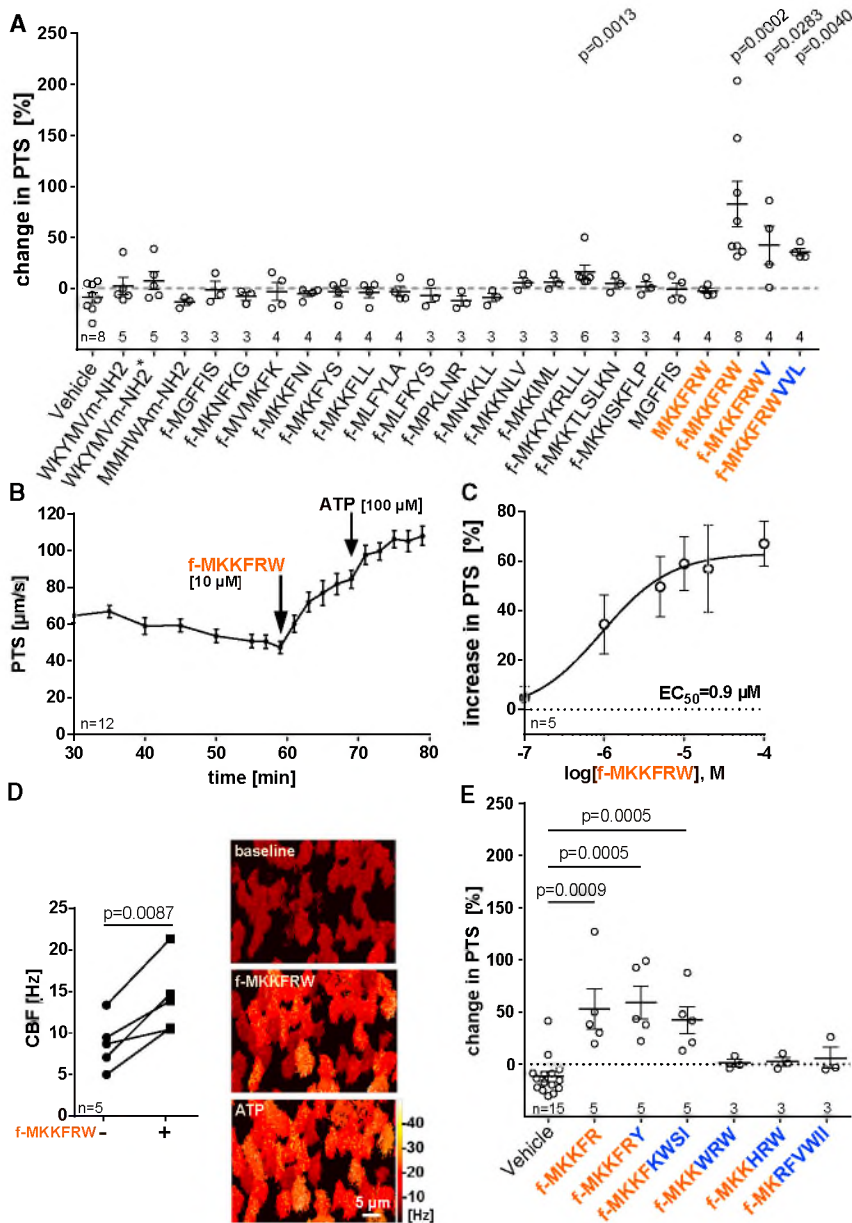 A
p=0.0013
p=0.0002
p=0.0283
p=0.0040
change in PTS [%]
250
200
150
100
50
0
n=8 5 5 3 3 3 4 4 4 4 4 3 3 3 3 3 6 3 3 4 4 8 4 4
Vehicle
WKYMVm-NH2
WKYMVm-NH2*
MMHWAm-NH2
f-MGFFIS
f-MKNFKG
f-MVMKFK
f-MKKFNI
f-MKKFYS
f-MKKFLL
f-MLFYLA
f-MLFKYS
f-MPKLNR
f-MNKKLL
f-MKKNLV
f-MKKIML
f-MKKYKRLLL
f-MKKTLSLKN
f-MKKISKFLP
MGFFIS
MKKFRW
f-MKKFRW
f-MKKFRWV
f-MKKFRWVVL
B
PTS [µm/s]
120
100
80
60
40
20
0
f-MKKFRW
[10 µM]
ATP [100 µM]
n=12
30 40 50 60 70 80
time [min]
C
increase in PTS [%]
80
60
40
20
0
EC50=0.9 µM
n=5
-7 -6 -5 -4
log[f-MKKFRW], M
D
CBF [Hz]
25
20
15
10
5
0
p=0.0087
n=5
f-MKKFRW - +
baseline
f-MKKFRW
ATP
40
30
20
10
[Hz]
5 µm
E
change in PTS [%]
250
200
150
100
50
0
p=0.0005
p=0.0005
p=0.0009
n=15 5 5 5 3 3 3
Vehicle
f-MKKFR
f-MKKFRY
f-MKKFKWSI
f-MKKWRW
f-MKKHRW
f-MKRFVWII